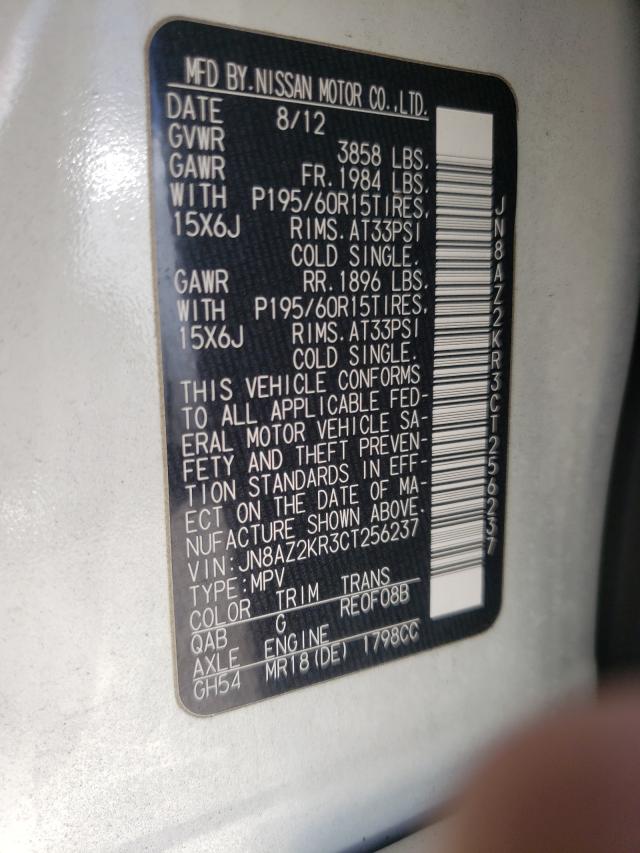 MFD BY.NISSAN MOTOR CO.,LTD.
DATE 8/12
GVWR 3858 LBS.
GAWR FR.1984 LBS.
WITH P195/60R15TIRES,
15X6J RIMS.AT33PSI
COLD SINGLE.
GAWR RR.1896 LBS.
WITH P195/60R15TIRES,
15X6J RIMS.AT33PSI
COLD SINGLE.
THIS VEHICLE CONFORMS
TO ALL APPLICABLE FED-
ERAL MOTOR VEHICLE SA-
FETY AND THEFT PREVEN-
TION STANDARDS IN EFF-
ECT ON THE DATE OF MA-
NUFACTURE SHOWN ABOVE.
VIN:JN8AZ2KR3CT256237
TYPE:MPV
COLOR TRIM TRANS
QAB G RE0F08B
AXLE ENGINE
GH54 MR18(DE) 1798CC
JN8AZ2KR3CT256237